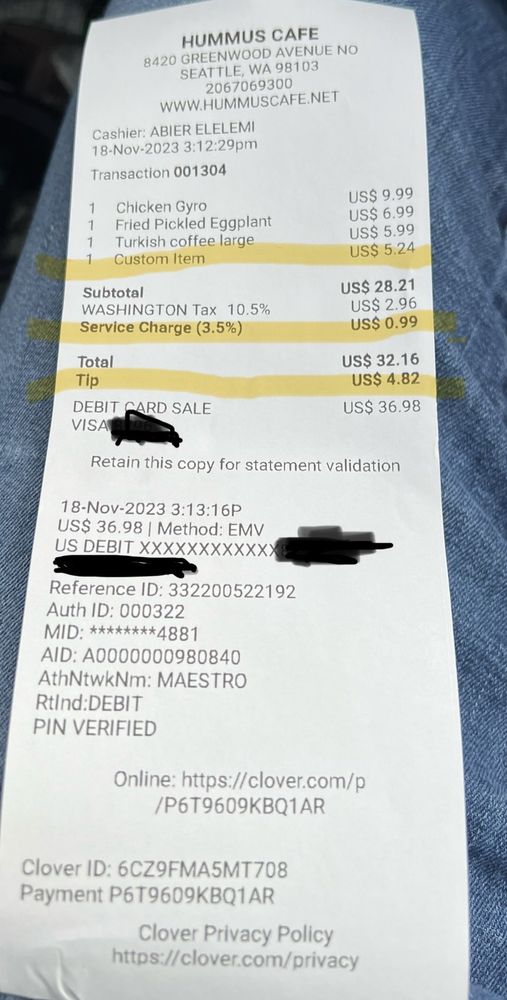 HUMMUS CAFE
8420 GREENWOOD AVENUE NO
SEATTLE, WA 98103
2067069300
WWW.HUMMUSCAFE.NET
Cashier: ABIER ELELEMI
18-Nov-2023 3:12:29pm
Transaction 001304
1 Chicken Gyro US$ 9.99
1 Fried Pickled Eggplant US$ 6.99
1 Turkish coffee large US$ 5.99
1 Custom Item US$ 5.24
Subtotal US$ 28.21
WASHINGTON Tax 10.5% US$ 2.96
Service Charge (3.5%) US$ 0.99
Total US$ 32.16
Tip US$ 4.82
DEBIT CARD SALE US$ 36.98
VISA
Retain this copy for statement validation
18-Nov-2023 3:13:16P
US$ 36.98 | Method: EMV
US DEBIT XXXXXXXXXXXX
Reference ID: 332200522192
Auth ID: 000322
MID: ********4881
AID: A0000000980840
AthNtwkNm: MAESTRO
RtInd:DEBIT
PIN VERIFIED
Online: https://clover.com/p
/P6T9609KBQ1AR
Clover ID: 6CZ9FMA5MT708
Payment P6T9609KBQ1AR
Clover Privacy Policy
https://clover.com/privacy